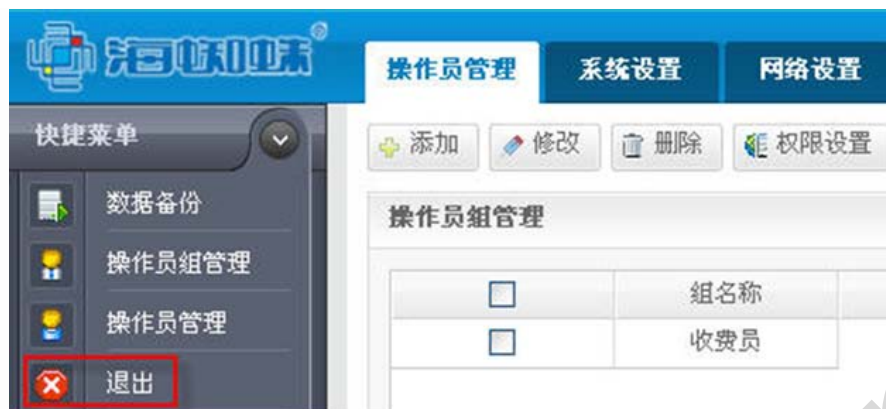 海蜘蛛®
操作员管理 系统设置 网络设置
快捷菜单
添加 修改 删除 权限设置
数据备份
操作员组管理
操作员组管理
组名称
操作员管理
收费员
退出